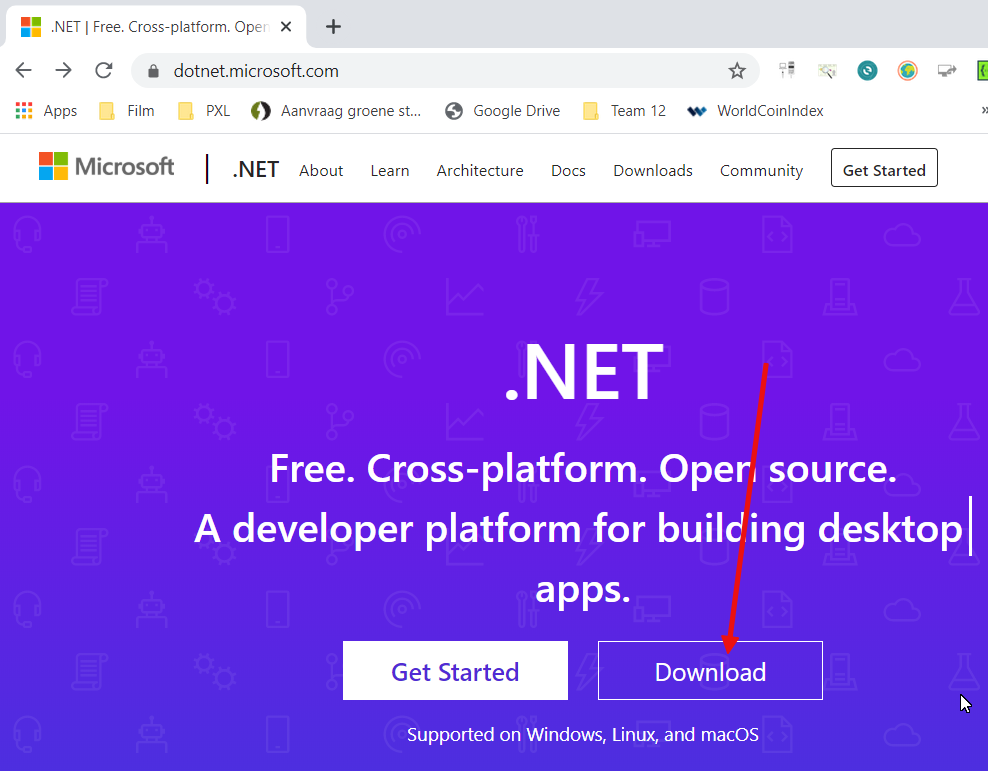 .NET | Free. Cross-platform. Open
dotnet.microsoft.com
Apps Film PXL Aanvraag groene st... Google Drive Team 12 WorldCoinIndex »
Microsoft | .NET About Learn Architecture Docs Downloads Community Get Started
.NET
Free. Cross-platform. Open source.
A developer platform for building desktop
apps.
Get Started Download
Supported on Windows, Linux, and macOS